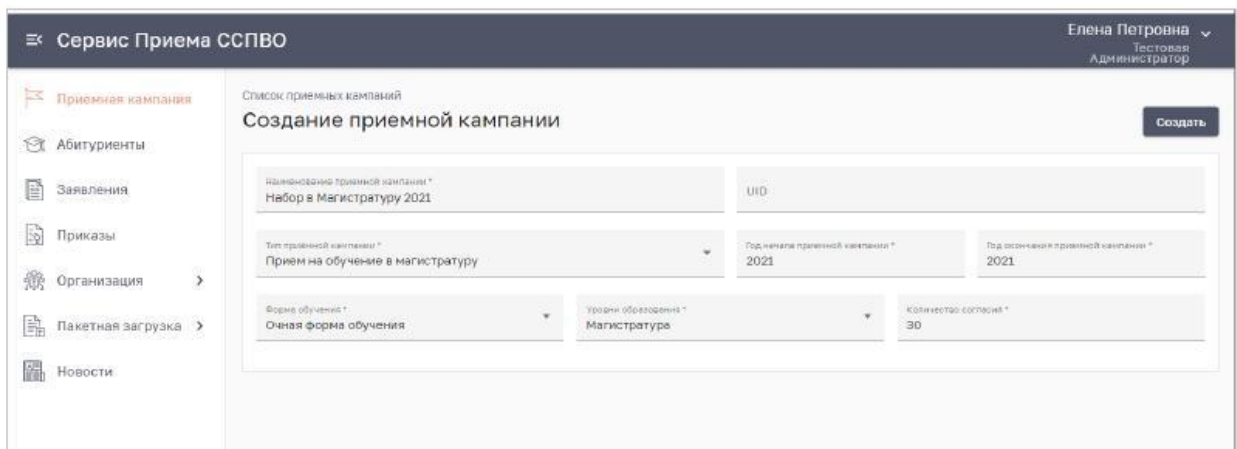 Сервис Приема ССПВО
Елена Петровна
Тестовая
Администратор
Приемная кампания
Абитуриенты
Заявления
Приказы
Организация
Пакетная загрузка
Новости
Список приемных кампаний
Создание приемной кампании
Создать
Наименование приемной кампании *
Набор в Магистратуру 2021
UID
Тип приемной кампании *
Прием на обучение в магистратуру
Год начала приемной кампании *
2021
Год окончания приемной кампании *
2021
Форма обучения *
Очная форма обучения
Уровни образования *
Магистратура
Количество согласий *
30